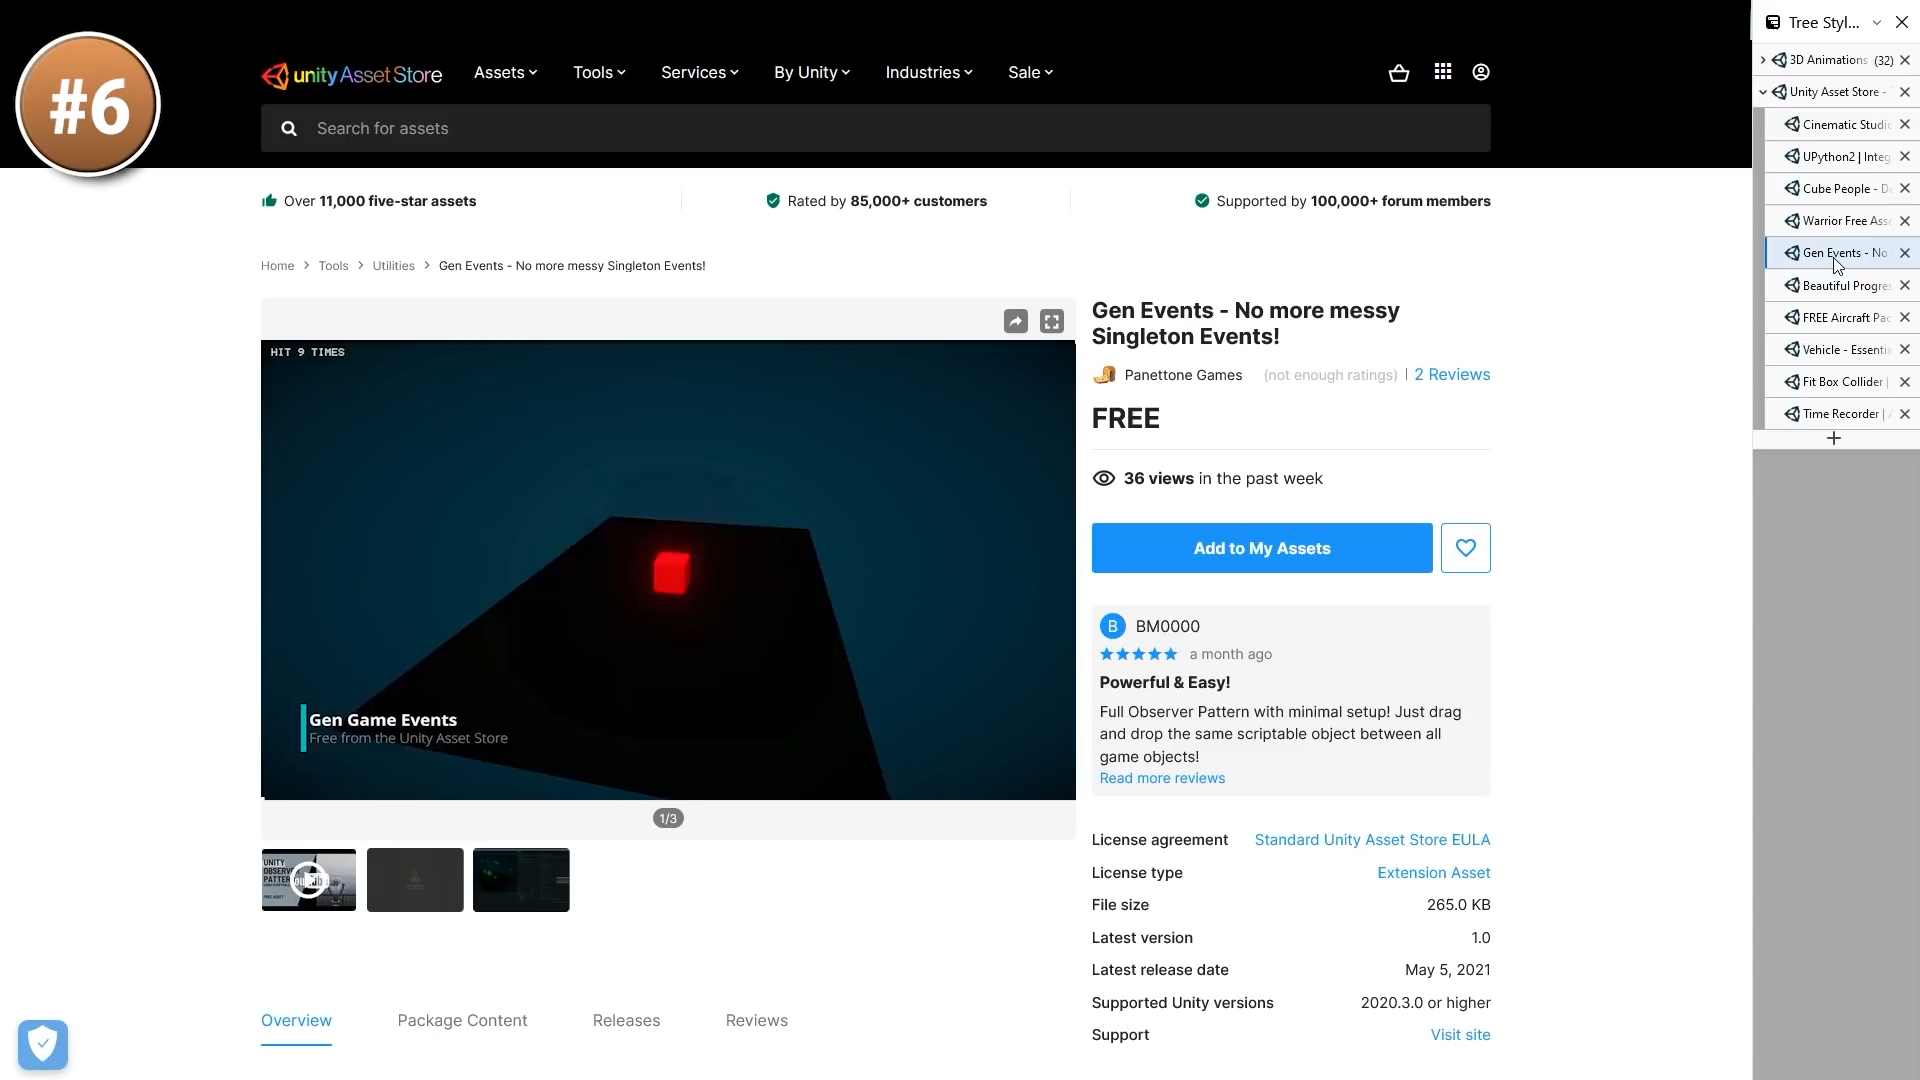 #6
unity Asset Store
Assets
Tools
Services
By Unity
Industries
Sale
Search for assets
Over 11,000 five-star assets
Rated by 85,000+ customers
Supported by 100,000+ forum members
Home > Tools > Utilities > Gen Events - No more messy Singleton Events!
HIT 9 TIMES
Gen Game Events
Free from the Unity Asset Store
1/3
UNITY
OBSERVER
Overview
Package Content
Releases
Reviews
Gen Events - No more messy
Singleton Events!
Panettone Games (not enough ratings) | 2 Reviews
FREE
36 views in the past week
Add to My Assets
B BM0000
a month ago
Powerful & Easy!
Full Observer Pattern with minimal setup! Just drag
and drop the same scriptable object between all
game objects!
Read more reviews
License agreement Standard Unity Asset Store EULA
License type Extension Asset
File size 265.0 KB
Latest version 1.0
Latest release date May 5, 2021
Supported Unity versions 2020.3.0 or higher
Support Visit site
Tree Styl...
3D Animations (32)
Unity Asset Store -
Cinematic Studi
UPython2 | Integ
Cube People - D
Warrior Free Ass
Gen Events - No
Beautiful Progre
FREE Aircraft Pac
Vehicle - Essentia
Fit Box Collider |
Time Recorder |